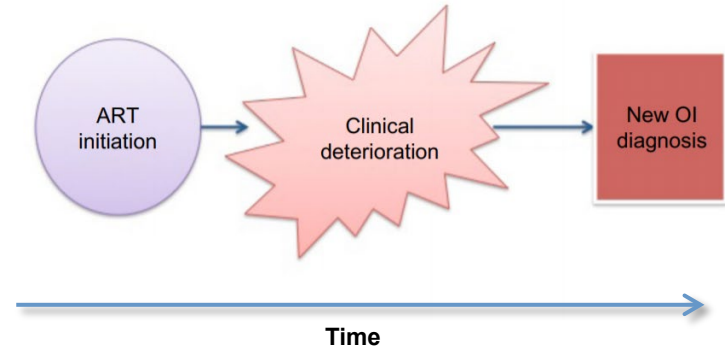 ART
initiation
Clinical
deterioration
New OI
diagnosis
Time